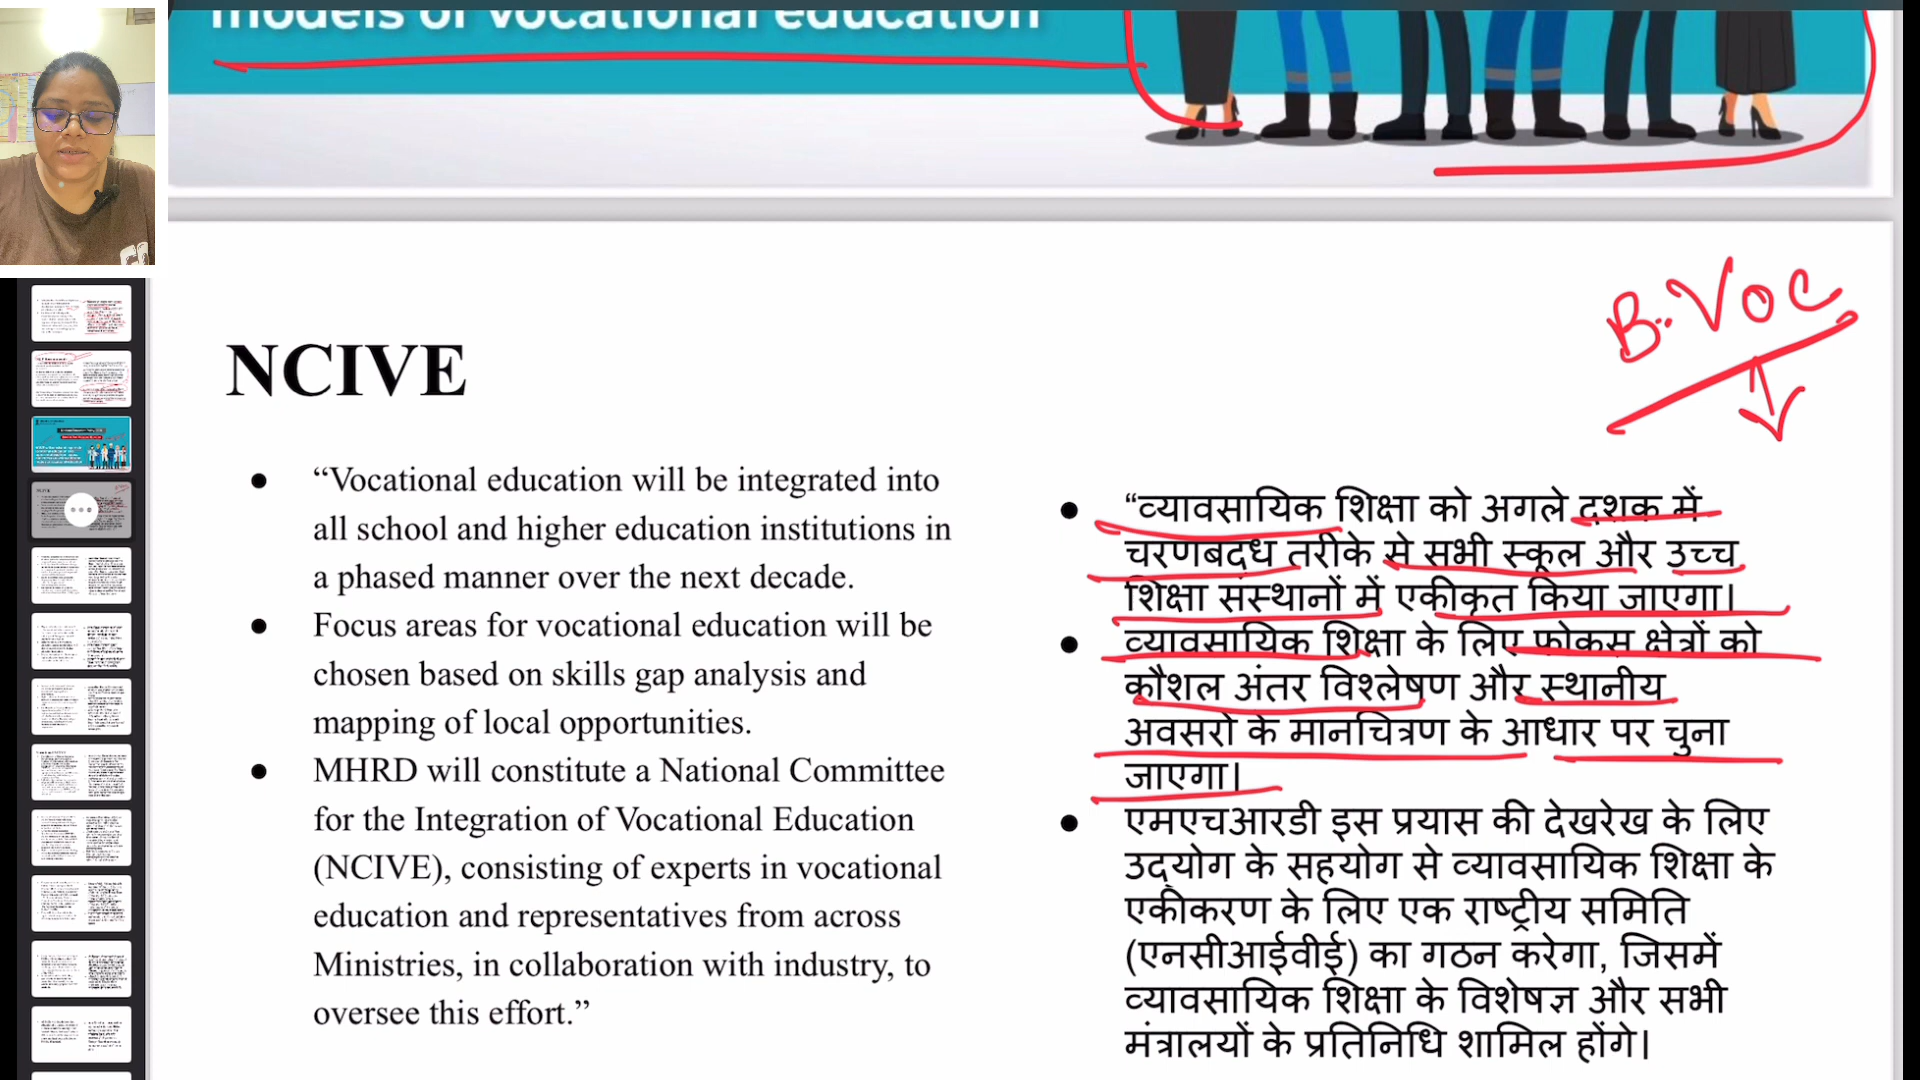 models of vocational education
B.VOC
NCIVE
● “Vocational education will be integrated into
all school and higher education institutions in
a phased manner over the next decade.
● Focus areas for vocational education will be
chosen based on skills gap analysis and
mapping of local opportunities.
● MHRD will constitute a National Committee
for the Integration of Vocational Education
(NCIVE), consisting of experts in vocational
education and representatives from across
Ministries, in collaboration with industry, to
oversee this effort.”
● “व्यावसायिक शिक्षा को अगले दशक में
चरणबद्ध तरीके से सभी स्कूल और उच्च
शिक्षा संस्थानों में एकीकृत किया जाएगा।
● व्यावसायिक शिक्षा के लिए फोकस क्षेत्रों को
कौशल अंतर विश्लेषण और स्थानीय
अवसरों के मानचित्रण के आधार पर चुना
जाएगा।
● एमएचआरडी इस प्रयास की देखरेख के लिए
उद्योग के सहयोग से व्यावसायिक शिक्षा के
एकीकरण के लिए एक राष्ट्रीय समिति
(एनसीआईवीई) का गठन करेगा, जिसमें
व्यावसायिक शिक्षा के विशेषज्ञ और सभी
मंत्रालयों के प्रतिनिधि शामिल होंगे।